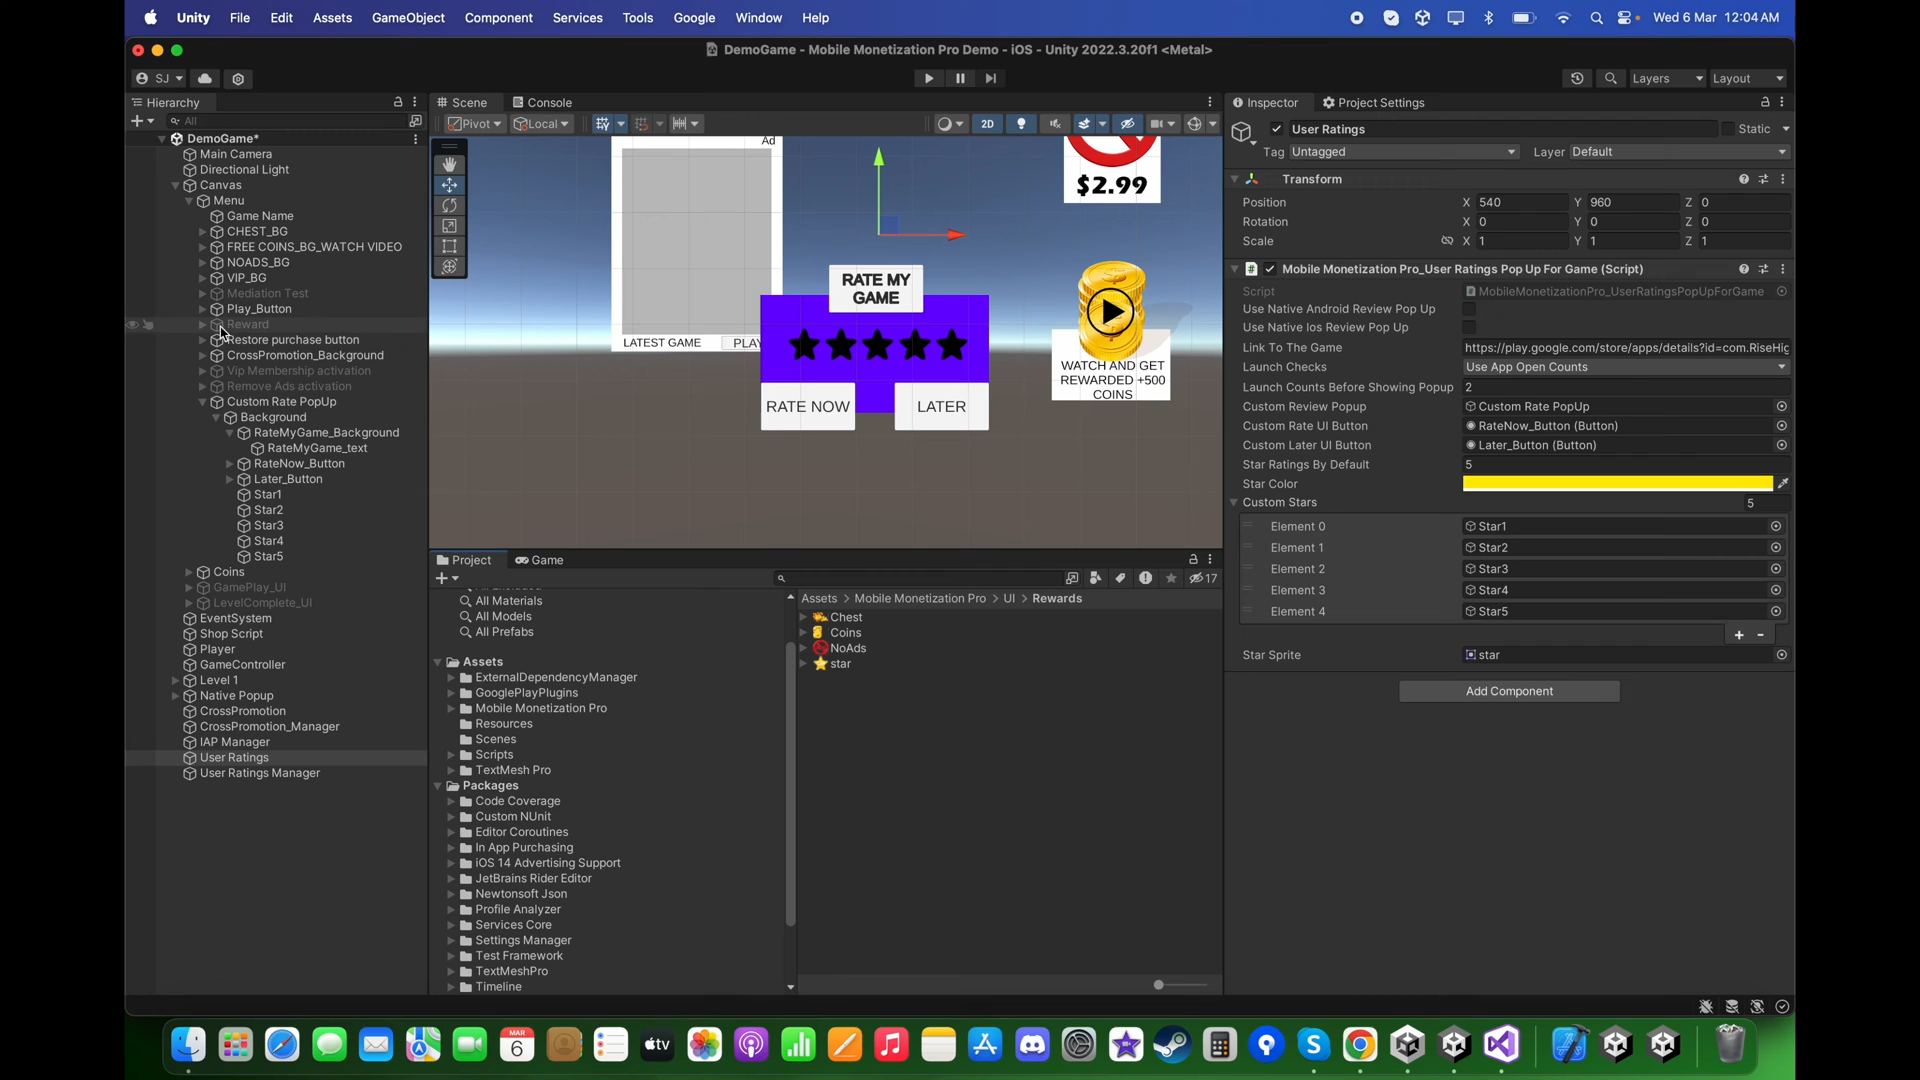 Unity File Edit Assets GameObject Component Services Tools Google Window Help Wed 6 Mar 12:04 AM
DemoGame - Mobile Monetization Pro Demo - iOS - Unity 2022.3.20f1 <Metal>
SJ Layers Layout
Hierarchy
All
DemoGame*
Main Camera
Directional Light
Canvas
Menu
Game Name
CHEST_BG
FREE COINS_BG_WATCH VIDEO
NOADS_BG
VIP_BG
Mediation Test
Play_Button
Reward
Restore purchase button
CrossPromotion_Background
Vip Membership activation
Remove Ads activation
Custom Rate PopUp
Background
RateMyGame_Background
RateMyGame_text
RateNow_Button
Later_Button
Star1
Star2
Star3
Star4
Star5
Coins
GamePlay_UI
LevelComplete_UI
EventSystem
Shop Script
Player
GameController
Level 1
Native Popup
CrossPromotion
CrossPromotion_Manager
IAP Manager
User Ratings
User Ratings Manager
Scene Console
Pivot Local 2D
Ad
$2.99
RATE MY
GAME
LATEST GAME PLAY
WATCH AND GET
REWARDED +500
COINS
RATE NOW LATER
Project Game
17
All Materials
All Models
All Prefabs
Assets
ExternalDependencyManager
GooglePlayPlugins
Mobile Monetization Pro
Resources
Scenes
Scripts
TextMesh Pro
Packages
Code Coverage
Custom NUnit
Editor Coroutines
In App Purchasing
iOS 14 Advertising Support
JetBrains Rider Editor
Newtonsoft Json
Profile Analyzer
Services Core
Settings Manager
Test Framework
TextMeshPro
Timeline
Assets > Mobile Monetization Pro > UI > Rewards
Chest
Coins
NoAds
star
Inspector Project Settings
User Ratings Static
Tag Untagged Layer Default
Transform
Position X 540 Y 960 Z 0
Rotation X 0 Y 0 Z 0
Scale X 1 Y 1 Z 1
Mobile Monetization Pro_User Ratings Pop Up For Game (Script)
Script MobileMonetizationPro_UserRatingsPopUpForGame
Use Native Android Review Pop Up
Use Native Ios Review Pop Up
Link To The Game https://play.google.com/store/apps/details?id=com.RiseHig
Launch Checks Use App Open Counts
Launch Counts Before Showing Popup 2
Custom Review Popup Custom Rate PopUp
Custom Rate UI Button RateNow_Button (Button)
Custom Later UI Button Later_Button (Button)
Star Ratings By Default 5
Star Color
Custom Stars 5
Element 0 Star1
Element 1 Star2
Element 2 Star3
Element 3 Star4
Element 4 Star5
+ -
Star Sprite star
Add Component
MAR
6
tv